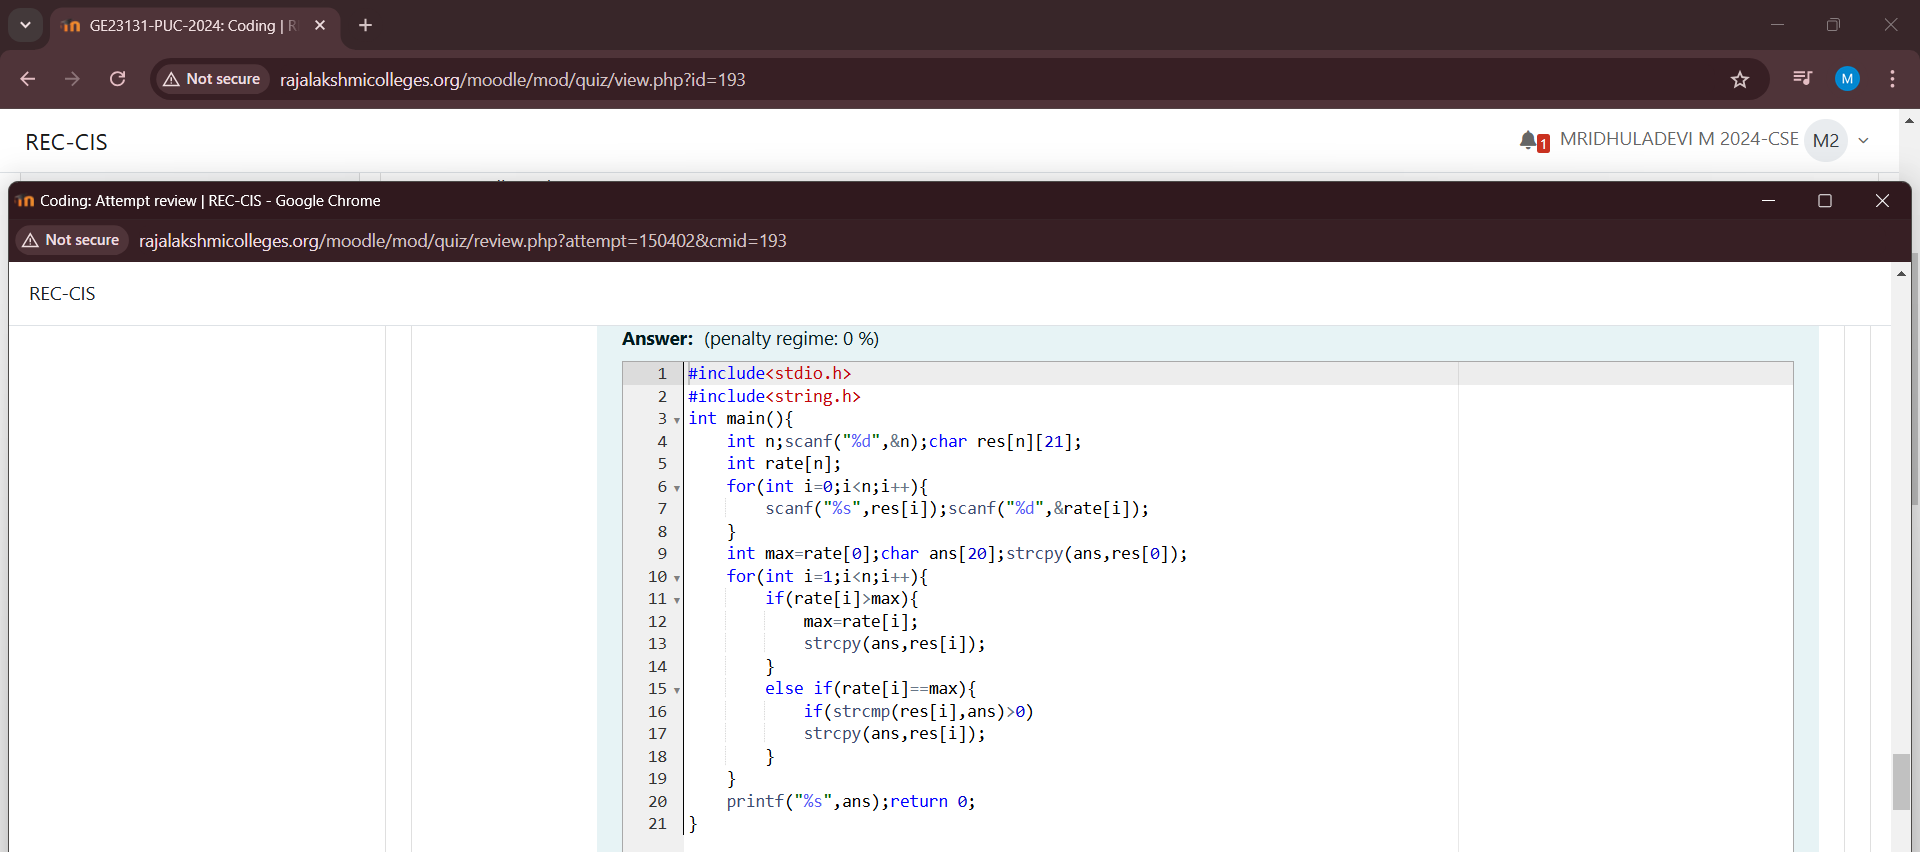 GE23131-PUC-2024: Coding | R
Not secure rajalakshmicolleges.org/moodle/mod/quiz/view.php?id=193
M
REC-CIS
1 MRIDHULADEVI M 2024-CSE M2
Coding: Attempt review | REC-CIS - Google Chrome
Not secure rajalakshmicolleges.org/moodle/mod/quiz/review.php?attempt=150402&cmid=193
REC-CIS
Answer: (penalty regime: 0 %)
1 #include<stdio.h>
2 #include<string.h>
3 int main(){
4 int n;scanf("%d",&n);char res[n][21];
5 int rate[n];
6 for(int i=0;i<n;i++){
7 scanf("%s",res[i]);scanf("%d",&rate[i]);
8 }
9 int max=rate[0];char ans[20];strcpy(ans,res[0]);
10 for(int i=1;i<n;i++){
11 if(rate[i]>max){
12 max=rate[i];
13 strcpy(ans,res[i]);
14 }
15 else if(rate[i]==max){
16 if(strcmp(res[i],ans)>0)
17 strcpy(ans,res[i]);
18 }
19 }
20 printf("%s",ans);return 0;
21 }